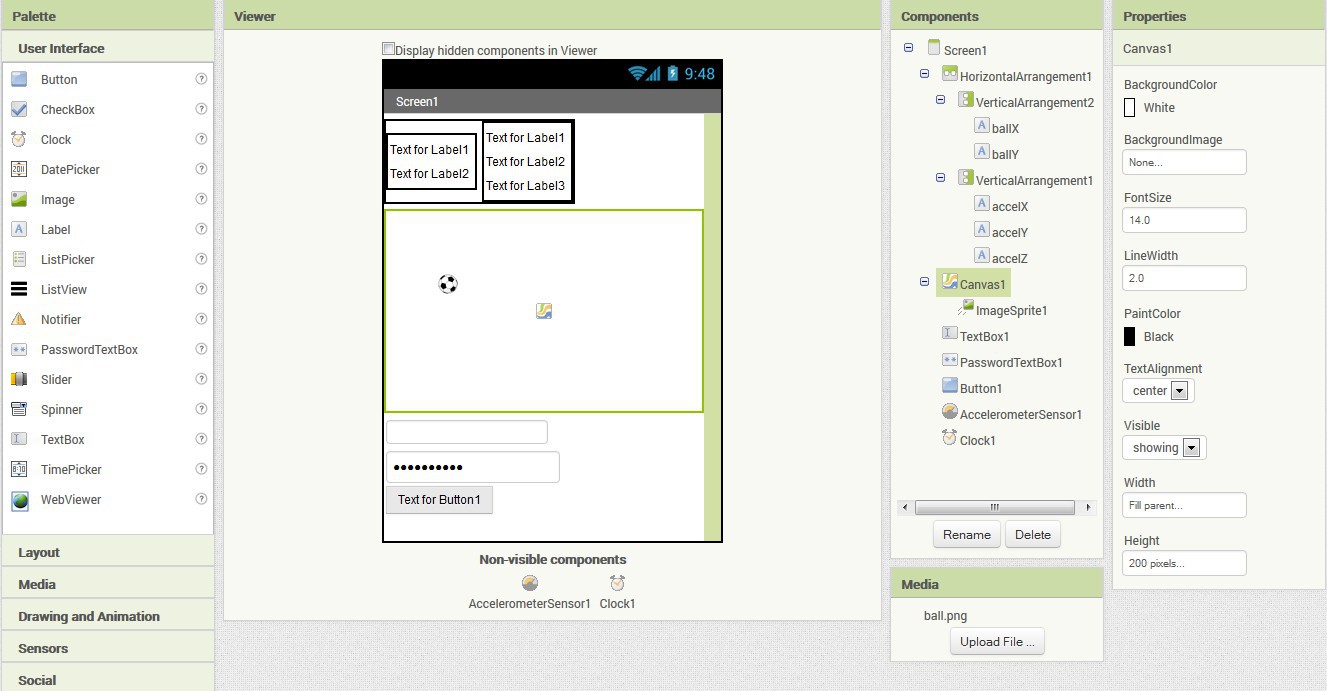 Palette
User Interface
Button
CheckBox
Clock
DatePicker
Image
Label
ListPicker
ListView
Notifier
PasswordTextBox
Slider
Spinner
TextBox
TimePicker
WebViewer
Layout
Media
Drawing and Animation
Sensors
Social
Viewer
Display hidden components in Viewer
9:48
Screen1
Text for Label1
Text for Label2
Text for Label1
Text for Label2
Text for Label3
Text for Button1
Non-visible components
AccelerometerSensor1
Clock1
Components
Screen1
HorizontalArrangement1
VerticalArrangement2
ballX
ballY
VerticalArrangement1
accelX
accelY
accelZ
Canvas1
ImageSprite1
TextBox1
PasswordTextBox1
Button1
AccelerometerSensor1
Clock1
Rename
Delete
Media
ball.png
Upload File ...
Properties
Canvas1
BackgroundColor
White
BackgroundImage
None...
FontSize
14.0
LineWidth
2.0
PaintColor
Black
TextAlignment
center
Visible
showing
Width
Fill parent...
Height
200 pixels...